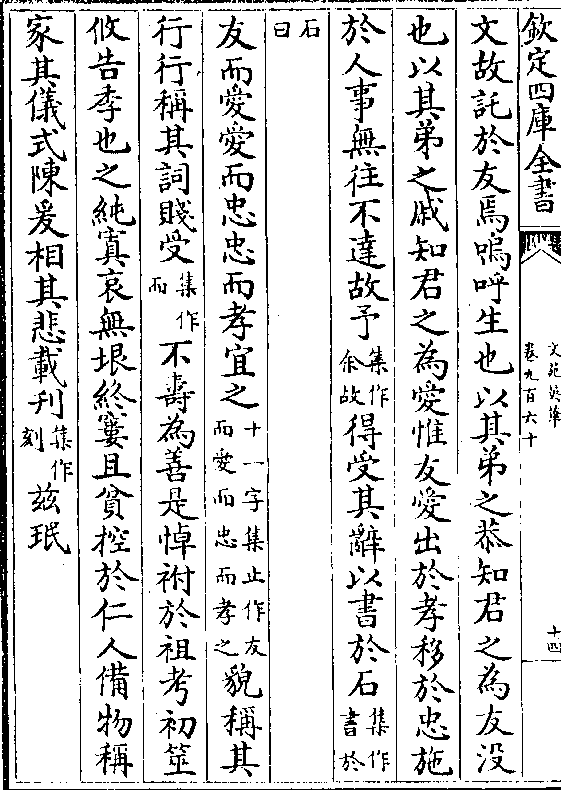 欽定四庫全書
文苑英華
卷九百六十
十四
文故託於友焉嗚呼生也以其弟之恭知君之為友没
也以其弟之戚知君之為愛惟友愛出於孝移於忠施
於人事無往不達故予集作余故得受其辭以書於石集作書於
石曰
友而愛愛而忠忠而孝宜之十一字集止作友而愛而忠而孝之貌稱其
行行稱其詞賤受集作而不壽為善是悼祔於祖考初筮
攸告季也之純寘哀無垠終窶且貧控於仁人備物稱
家其儀式陳爰相其悲載刊集作刻兹珉